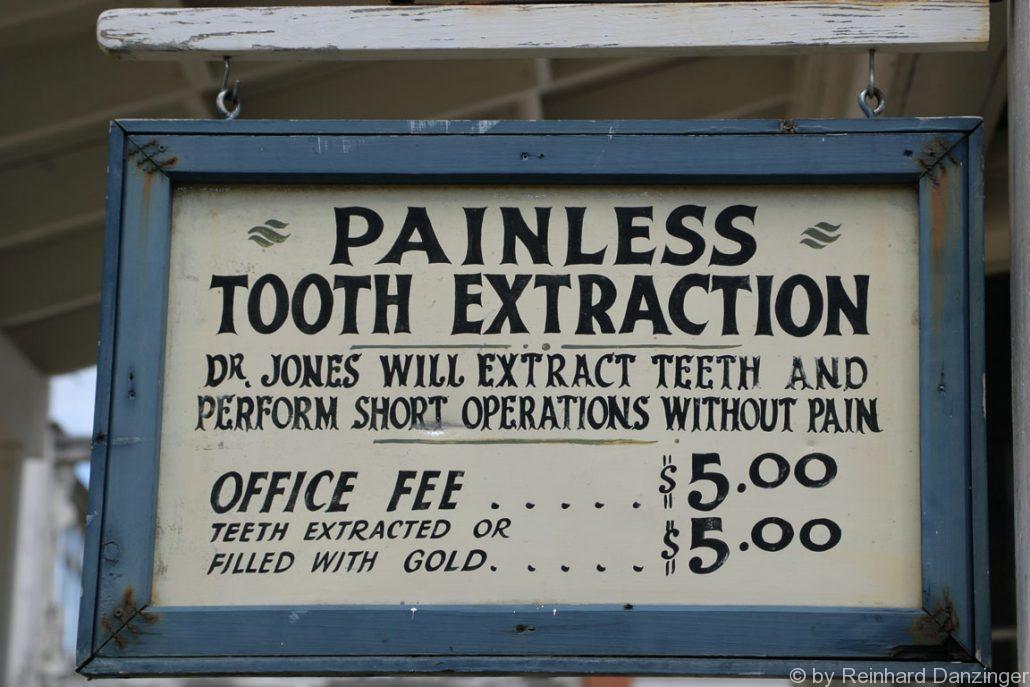 PAINLESS
TOOTH EXTRACTION
DR. JONES WILL EXTRACT TEETH AND
PERFORM SHORT OPERATIONS WITHOUT PAIN
OFFICE FEE ..... $5.00
TEETH EXTRACTED OR
FILLED WITH GOLD..... $5.00
© by Reinhard Danzinger